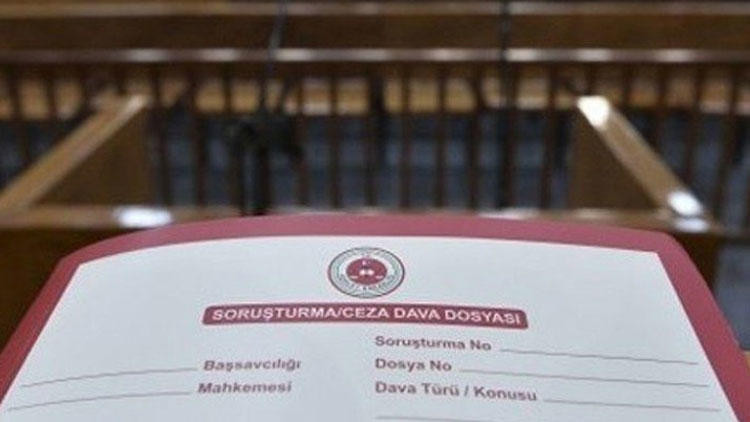 SORUŞTURMA/CEZA DAVA DOSYASI
Soruşturma No
Başsavcılığı
Dosya No
Mahkemesi
Dava Türü / Konusu